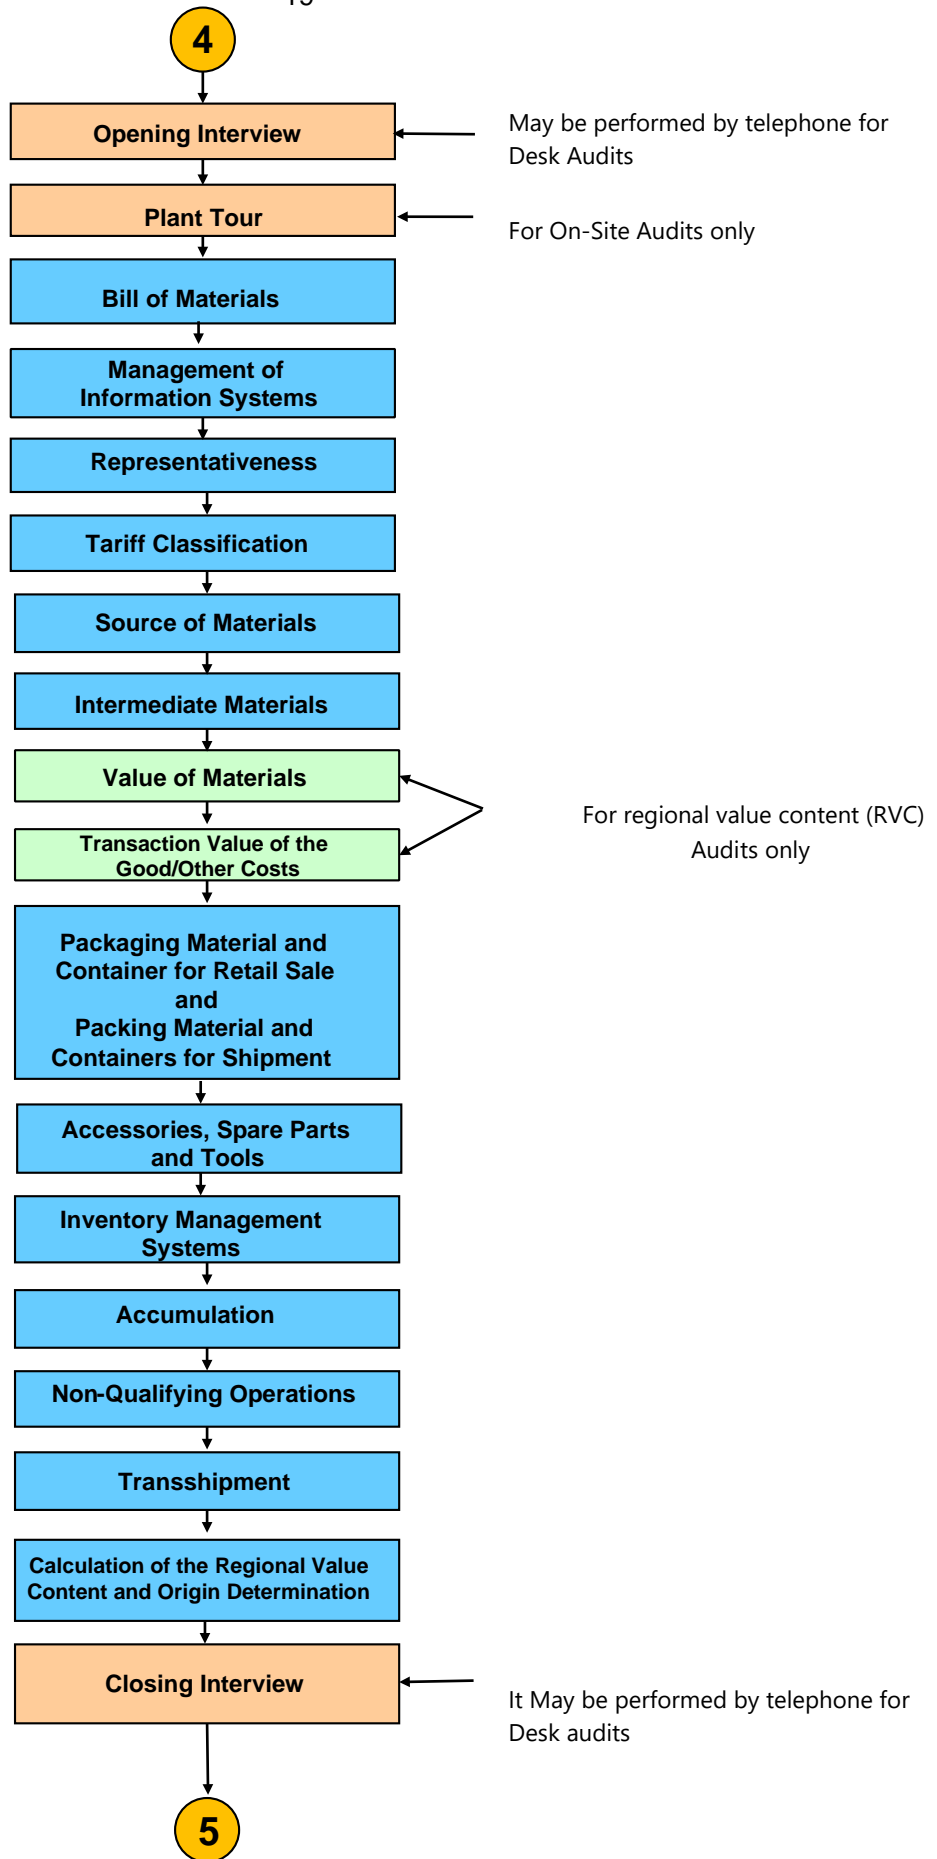 4
Opening Interview
May be performed by telephone for
Desk Audits
Plant Tour
For On-Site Audits only
Bill of Materials
Management of
Information Systems
Representativeness
Tariff Classification
Source of Materials
Intermediate Materials
Value of Materials
For regional value content (RVC)
Audits only
Transaction Value of the
Good/Other Costs
Packaging Material and
Container for Retail Sale
and
Packing Material and
Containers for Shipment
Accessories, Spare Parts
and Tools
Inventory Management
Systems
Accumulation
Non-Qualifying Operations
Transshipment
Calculation of the Regional Value
Content and Origin Determination
Closing Interview
It May be performed by telephone for
Desk audits
5